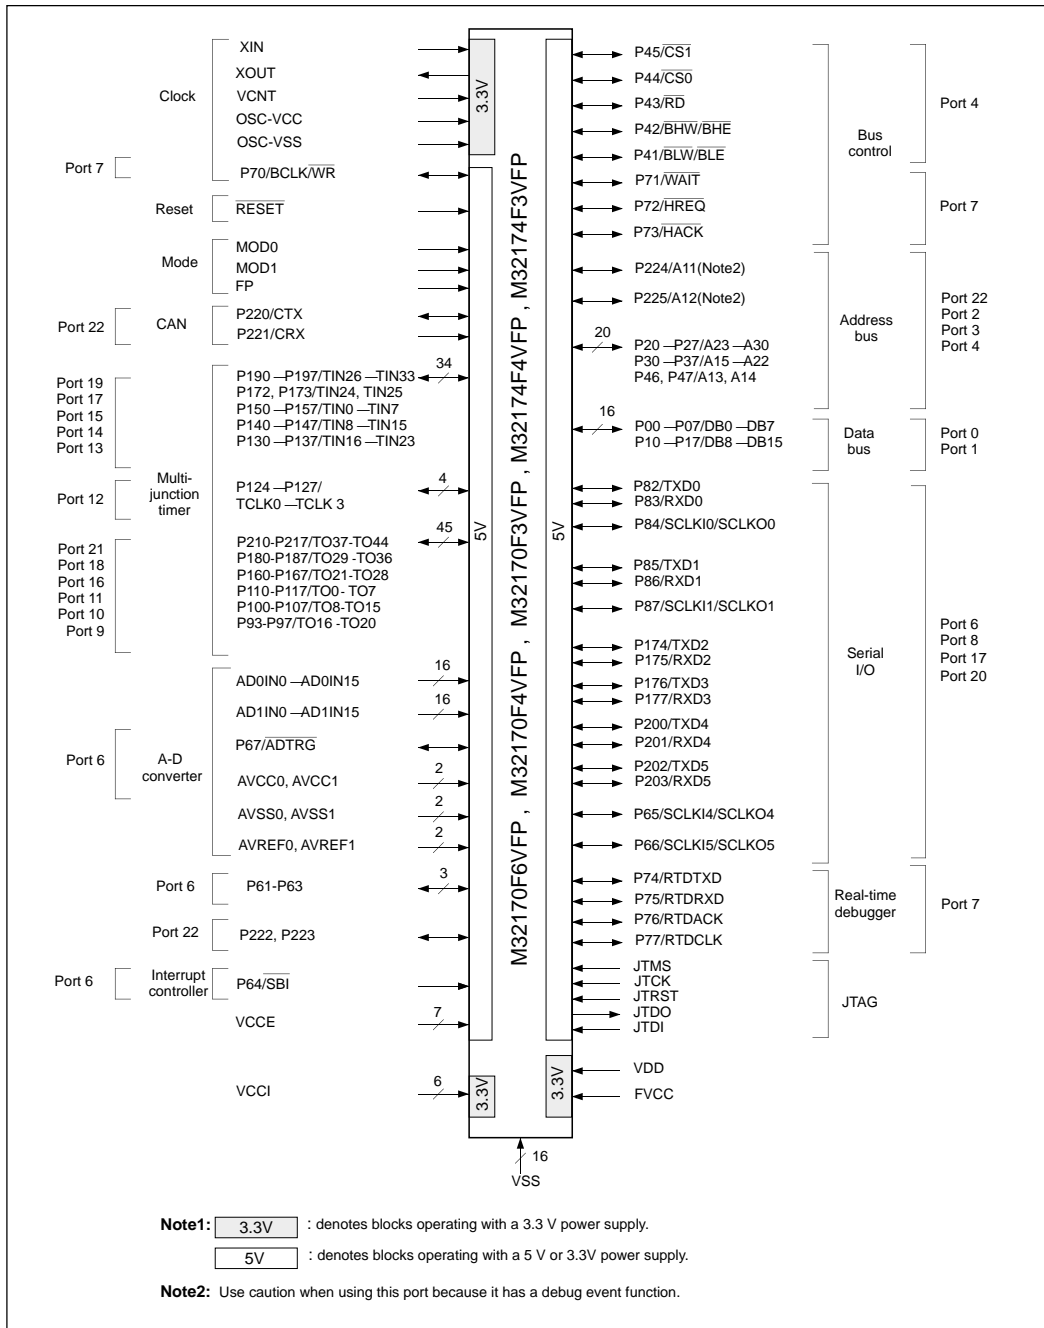 XIN
XOUT
VCNT
OSC-VCC
OSC-VSS
P70/BCLK/WR
Clock
Port 7
Reset
RESET
Mode
MOD0
MOD1
FP
Port 22
CAN
P220/CTX
P221/CRX
Port 19
Port 17
Port 15
Port 14
Port 13
P190 —P197/TIN26 —TIN33
P172, P173/TIN24, TIN25
P150 —P157/TIN0 —TIN7
P140 —P147/TIN8 —TIN15
P130 —P137/TIN16 —TIN23
34
Multi-
junction
timer
Port 12
P124 —P127/
TCLK0 —TCLK 3
4
Port 21
Port 18
Port 16
Port 11
Port 10
Port 9
P210-P217/TO37-TO44
P180-P187/TO29 -TO36
P160-P167/TO21-TO28
P110-P117/TO0- TO7
P100-P107/TO8-TO15
P93-P97/TO16 -TO20
45
AD0IN0 —AD0IN15
16
AD1IN0 —AD1IN15
16
Port 6
A-D
converter
P67/ADTRG
AVCC0, AVCC1
2
AVSS0, AVSS1
2
AVREF0, AVREF1
2
Port 6
P61-P63
3
Port 22
P222, P223
Port 6
Interrupt
controller
P64/SBI
VCCE
7
VCCI
6
3.3V
5V
3.3V
M32170F6VFP , M32170F4VFP , M32170F3VFP , M32174F4VFP , M32174F3VFP
5V
3.3V
16
VSS
P45/CS1
P44/CS0
P43/RD
P42/BHW/BHE
P41/BLW/BLE
P71/WAIT
P72/HREQ
P73/HACK
Bus
control
Port 4
Port 7
P224/A11(Note2)
P225/A12(Note2)
20
P20 —P27/A23 —A30
P30 —P37/A15 —A22
P46, P47/A13, A14
Address
bus
Port 22
Port 2
Port 3
Port 4
16
P00 —P07/DB0 —DB7
P10 —P17/DB8 —DB15
Data
bus
Port 0
Port 1
P82/TXD0
P83/RXD0
P84/SCLKI0/SCLKO0
P85/TXD1
P86/RXD1
P87/SCLKI1/SCLKO1
P174/TXD2
P175/RXD2
P176/TXD3
P177/RXD3
P200/TXD4
P201/RXD4
P202/TXD5
P203/RXD5
P65/SCLKI4/SCLKO4
P66/SCLKI5/SCLKO5
Serial
I/O
Port 6
Port 8
Port 17
Port 20
P74/RTDTXD
P75/RTDRXD
P76/RTDACK
P77/RTDCLK
Real-time
debugger
Port 7
JTMS
JTCK
JTRST
JTDO
JTDI
JTAG
VDD
FVCC
Note1: 3.3V : denotes blocks operating with a 3.3 V power supply.
5V : denotes blocks operating with a 5 V or 3.3V power supply.
Note2: Use caution when using this port because it has a debug event function.